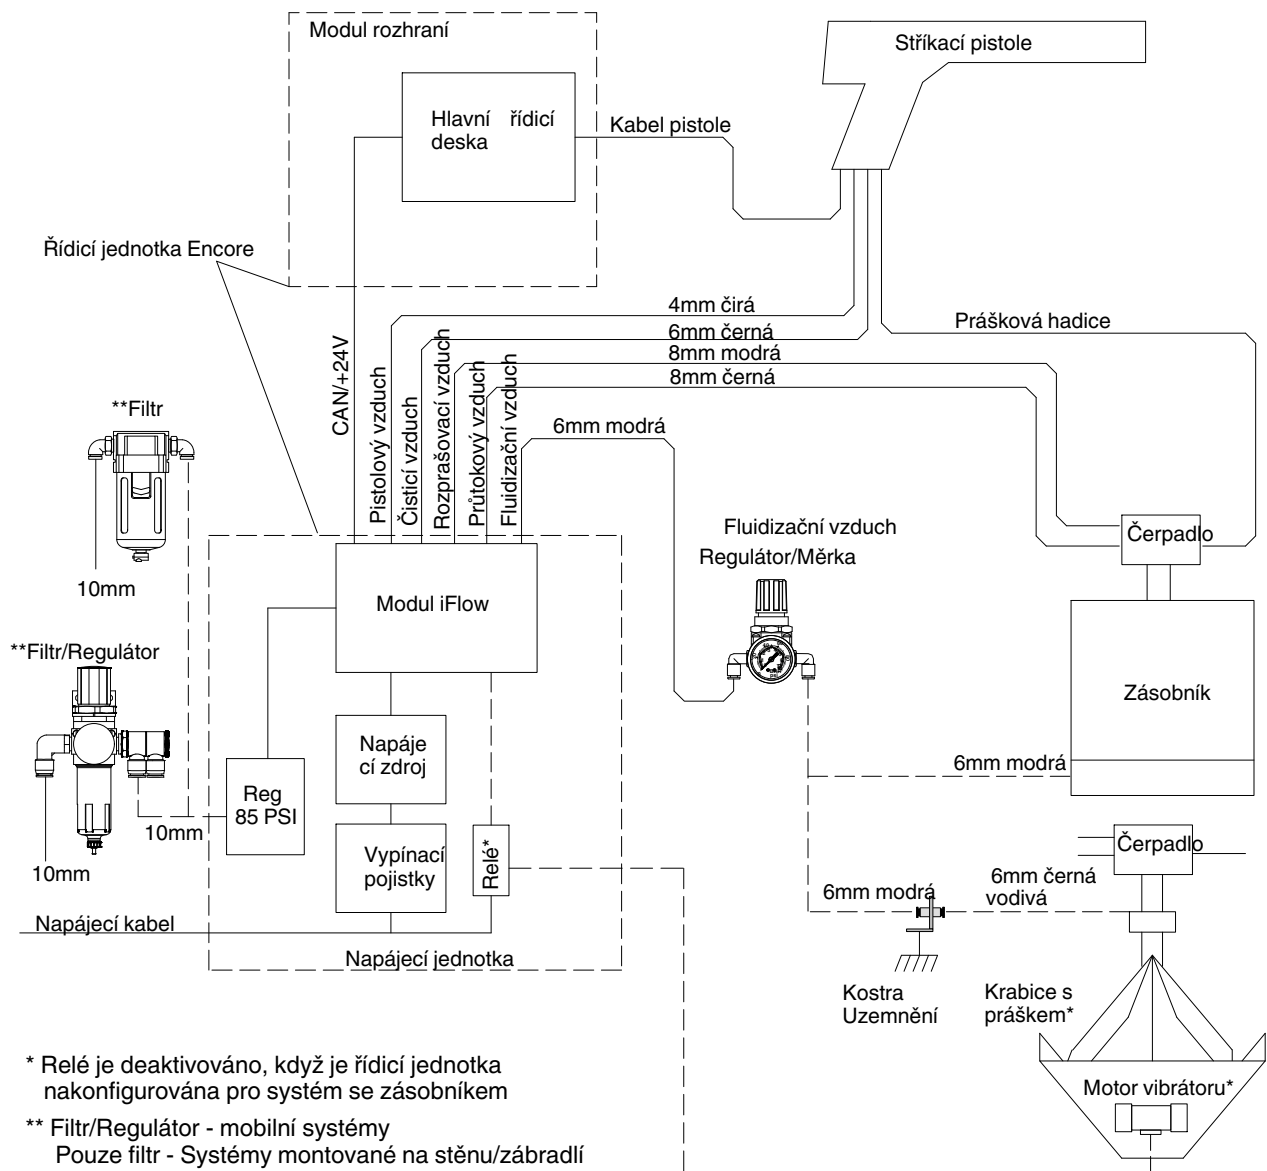 Modul rozhraní
Stříkací pistole
Hlavní řídicí
deska
Kabel pistole
Řídicí jednotka Encore
4mm čirá
6mm černá
Prášková hadice
8mm modrá
8mm černá
6mm modrá
CAN/+24V
Pistolový vzduch
Čisticí vzduch
Rozprašovací vzduch
Průtokový vzduch
Fluidizační vzduch
**Filtr
10mm
Fluidizační vzduch
Regulátor/Měrka
Čerpadlo
Modul iFlow
**Filtr/Regulátor
Zásobník
Napáje
cí zdroj
6mm modrá
Reg
85 PSI
10mm
10mm
Vypínací
pojistky
Relé*
Čerpadlo
6mm modrá
6mm černá
vodivá
Napájecí kabel
Napájecí jednotka
Kostra
Uzemnění
Krabice s
práškem*
Motor vibrátoru*
* Relé je deaktivováno, když je řídicí jednotka
nakonfigurována pro systém se zásobníkem
** Filtr/Regulátor - mobilní systémy
Pouze filtr - Systémy montované na stěnu/zábradlí